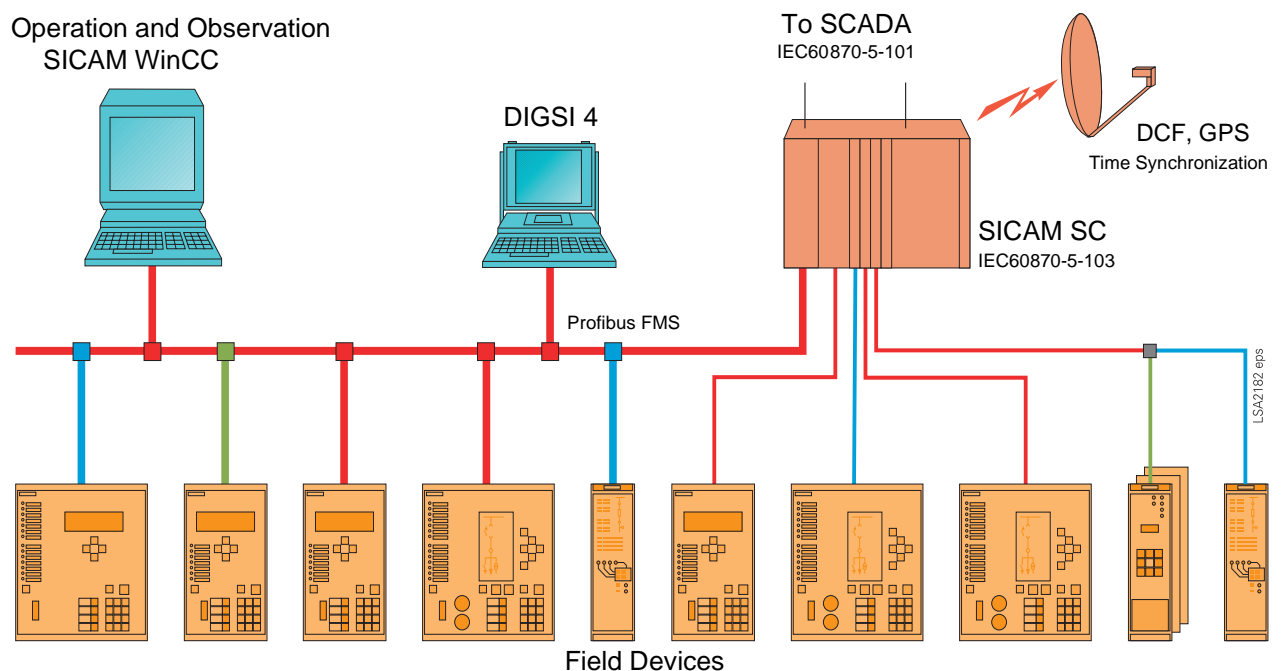 Operation and Observation
SICAM WinCC
DIGSI 4
To SCADA
IEC60870-5-101
DCF, GPS
Time Synchronization
SICAM SC
IEC60870-5-103
Profibus FMS
LSA2182 eps
Field Devices